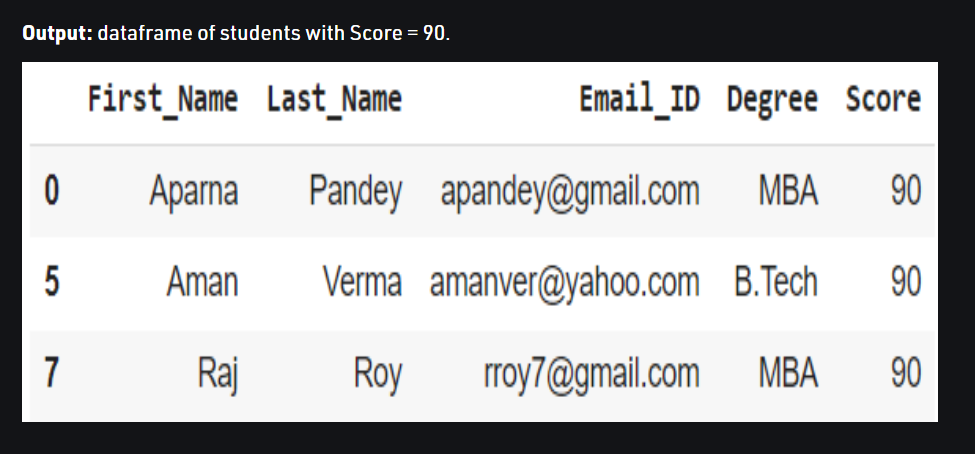 Output: dataframe of students with Score = 90.
First_Name Last_Name Email_ID Degree Score
0 Aparna Pandey apandey@gmail.com MBA 90
5 Aman Verma amanver@yahoo.com B.Tech 90
7 Raj Roy rroy7@gmail.com MBA 90